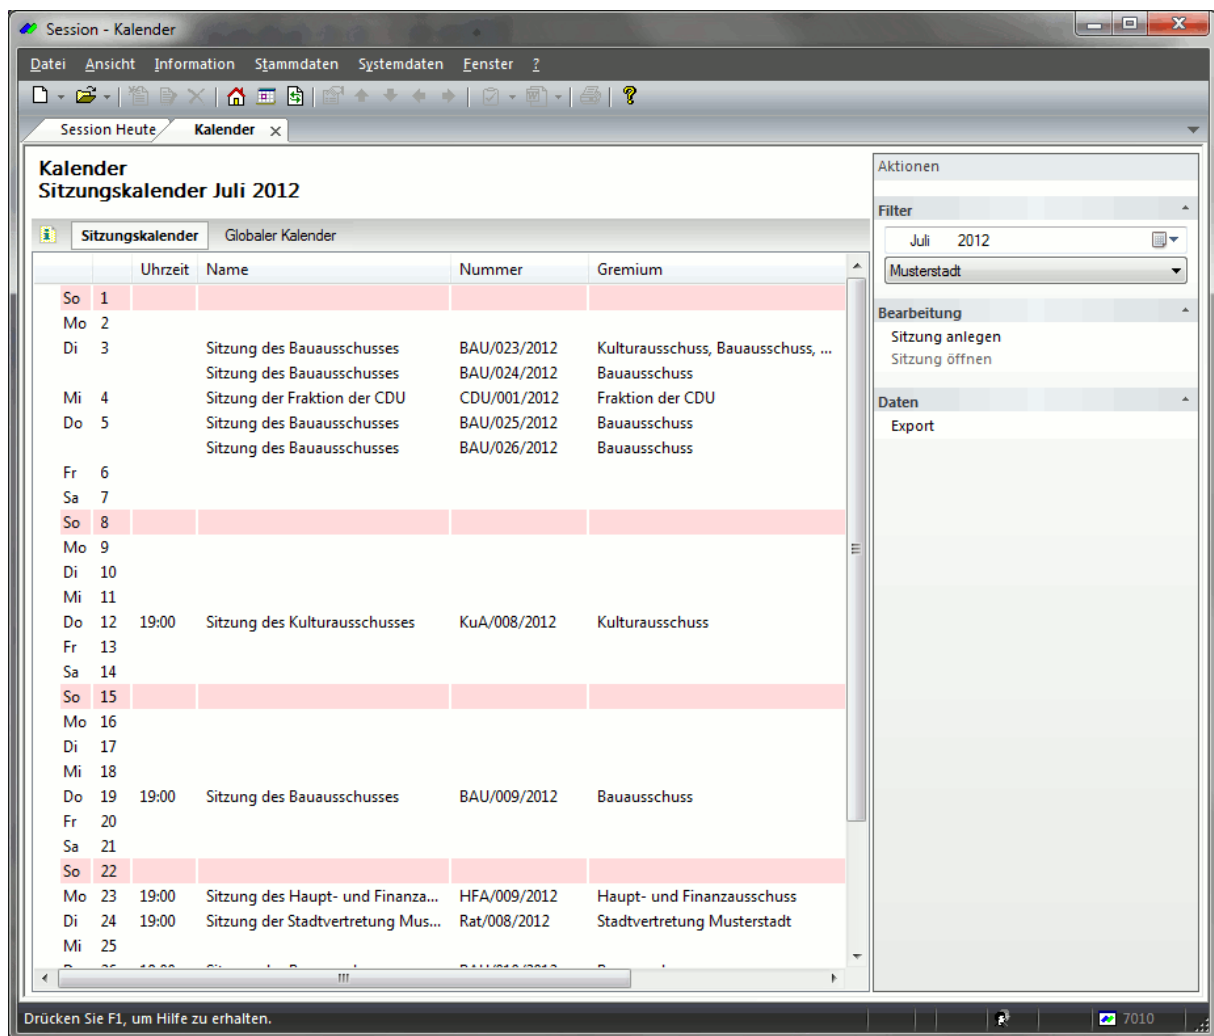 Session - Kalender
Datei Ansicht Information Stammdaten Systemdaten Fenster ?
Session Heute Kalender
Kalender
Sitzungskalender Juli 2012
Sitzungskalender Globaler Kalender
Uhrzeit Name Nummer Gremium
So 1
Mo 2
Di 3 Sitzung des Bauausschusses BAU/023/2012 Kulturausschuss, Bauausschuss, ...
Sitzung des Bauausschusses BAU/024/2012 Bauausschuss
Mi 4 Sitzung der Fraktion der CDU CDU/001/2012 Fraktion der CDU
Do 5 Sitzung des Bauausschusses BAU/025/2012 Bauausschuss
Sitzung des Bauausschusses BAU/026/2012 Bauausschuss
Fr 6
Sa 7
So 8
Mo 9
Di 10
Mi 11
Do 12 19:00 Sitzung des Kulturausschusses KuA/008/2012 Kulturausschuss
Fr 13
Sa 14
So 15
Mo 16
Di 17
Mi 18
Do 19 19:00 Sitzung des Bauausschusses BAU/009/2012 Bauausschuss
Fr 20
Sa 21
So 22
Mo 23 19:00 Sitzung des Haupt- und Finanza... HFA/009/2012 Haupt- und Finanzausschuss
Di 24 19:00 Sitzung der Stadtvertretung Mus... Rat/008/2012 Stadtvertretung Musterstadt
Mi 25
Aktionen
Filter
Juli 2012
Musterstadt
Bearbeitung
Sitzung anlegen
Sitzung öffnen
Daten
Export
Drücken Sie F1, um Hilfe zu erhalten.
7010